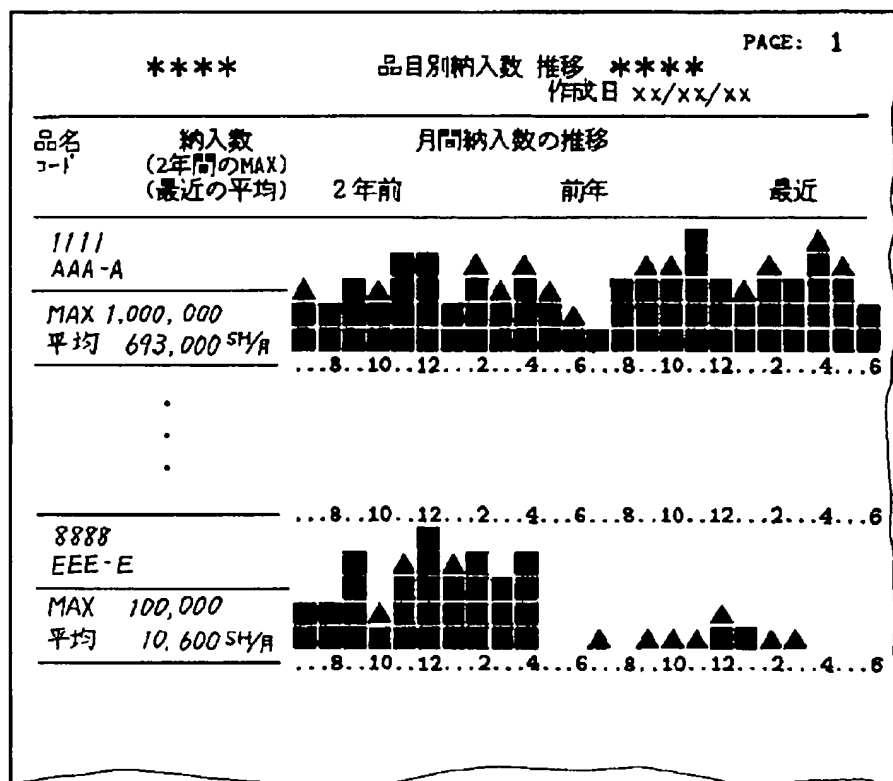 PAGE: 1
**** 品目別納入数 推移 ****
作成日 xx/xx/xx
品名 納入数 月間納入数の推移
コード (2年間のMAX)
(最近の平均) 2年前 前年 最近
1111
AAA-A
MAX 1,000,000
平均 693,000 SH/月
...8..10..12...2...4...6...8..10...12...2...4...6
・
・
・
...8..10..12...2...4...6...8..10...12...2...4...6
8888
EEE-E
MAX 100,000
平均 10,600 SH/月
...8..10..12...2...4...6...8..10...12...2...4...6